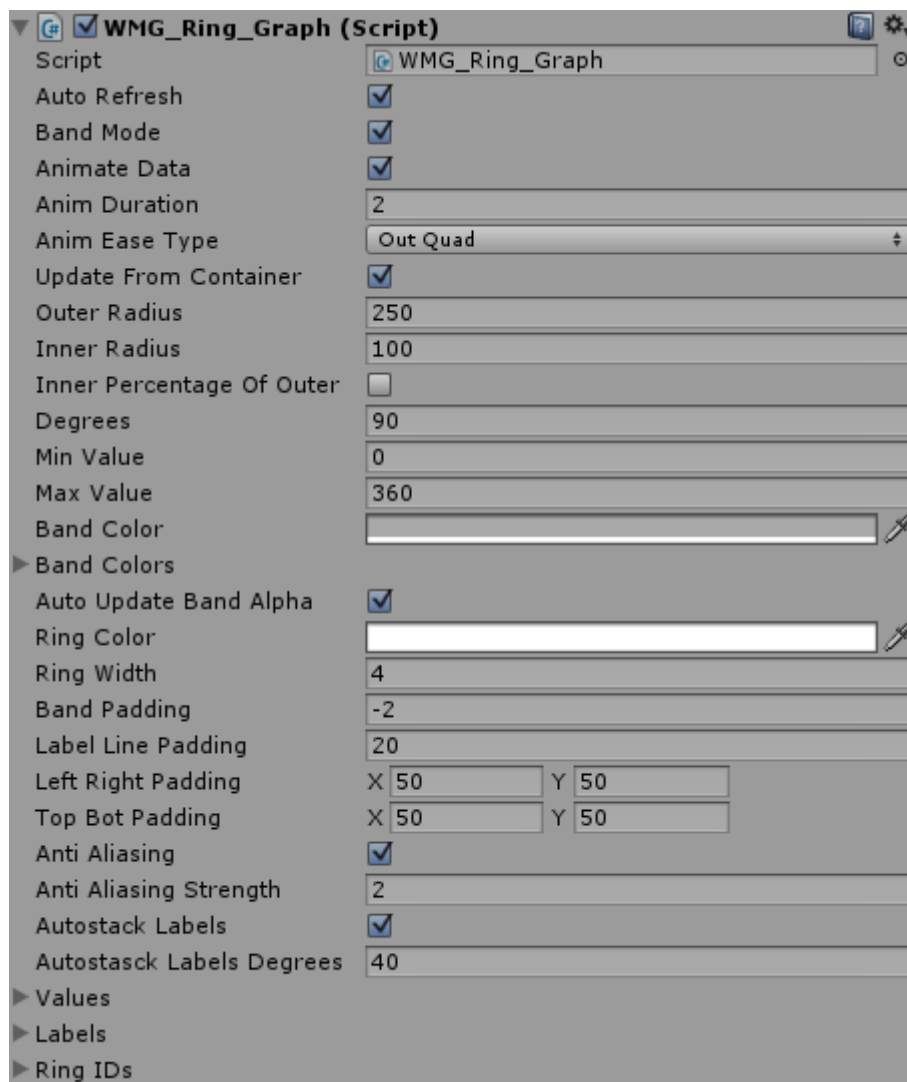 WMG_Ring_Graph (Script)
Script WMG_Ring_Graph
Auto Refresh
Band Mode
Animate Data
Anim Duration 2
Anim Ease Type Out Quad
Update From Container
Outer Radius 250
Inner Radius 100
Inner Percentage Of Outer
Degrees 90
Min Value 0
Max Value 360
Band Color
Band Colors
Auto Update Band Alpha
Ring Color
Ring Width 4
Band Padding -2
Label Line Padding 20
Left Right Padding X 50 Y 50
Top Bot Padding X 50 Y 50
Anti Aliasing
Anti Aliasing Strength 2
Autostack Labels
Autostasck Labels Degrees 40
Values
Labels
Ring IDs